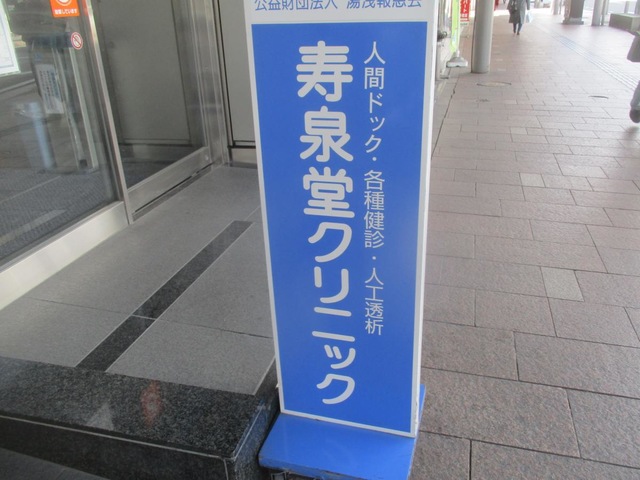 公益財団法人 湯浅報恩会
人間ドック・各種健診・人工透析
寿泉堂クリニック